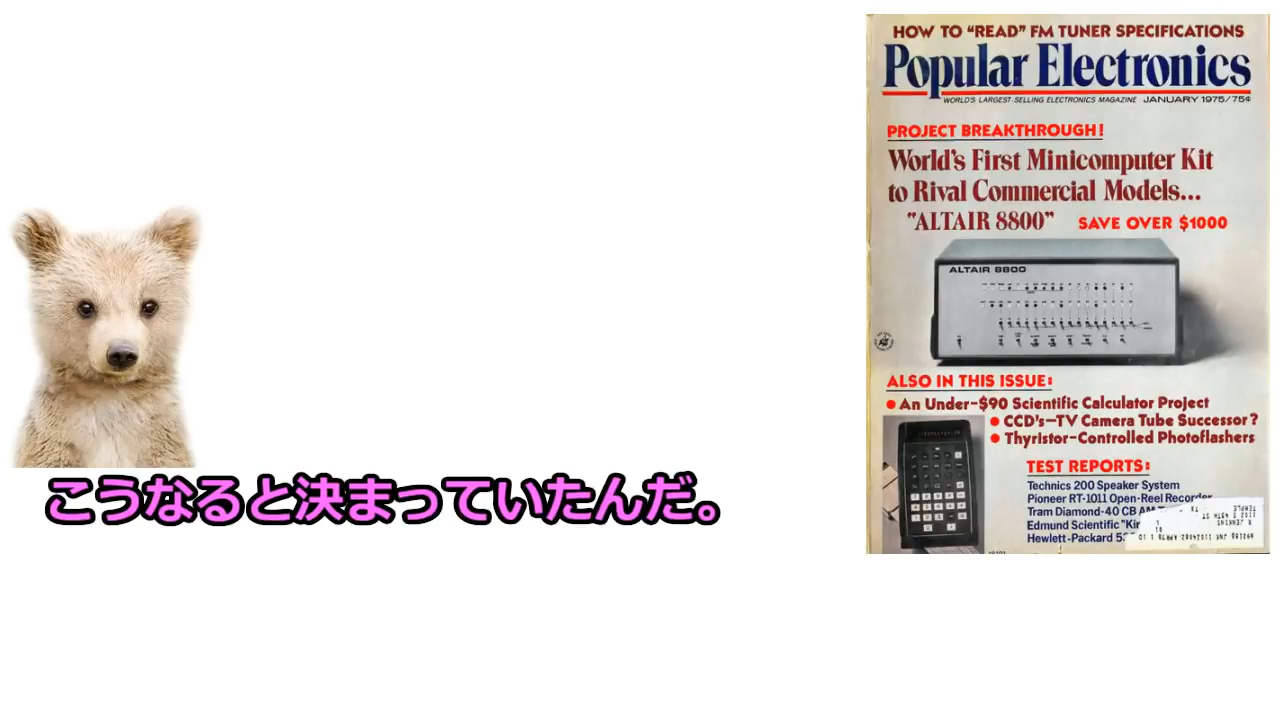 こうなると決まっていたんだ。
HOW TO “READ” FM TUNER SPECIFICATIONS
Popular Electronics
WORLD'S LARGEST-SELLING ELECTRONICS MAGAZINE JANUARY 1975/75¢
PROJECT BREAKTHROUGH!
World's First Minicomputer Kit
to Rival Commercial Models...
"ALTAIR 8800" SAVE OVER $1000
ALTAIR 8800
ALSO IN THIS ISSUE:
● An Under-$90 Scientific Calculator Project
● CCD's—TV Camera Tube Successor?
● Thyristor-Controlled Photoflashers
TEST REPORTS:
Technics 200 Speaker System
Pioneer RT-1011 Open-Reel Recorder
Tram Diamond-40 CB AM
Edmund Scientific "Kir
Hewlett-Packard 53